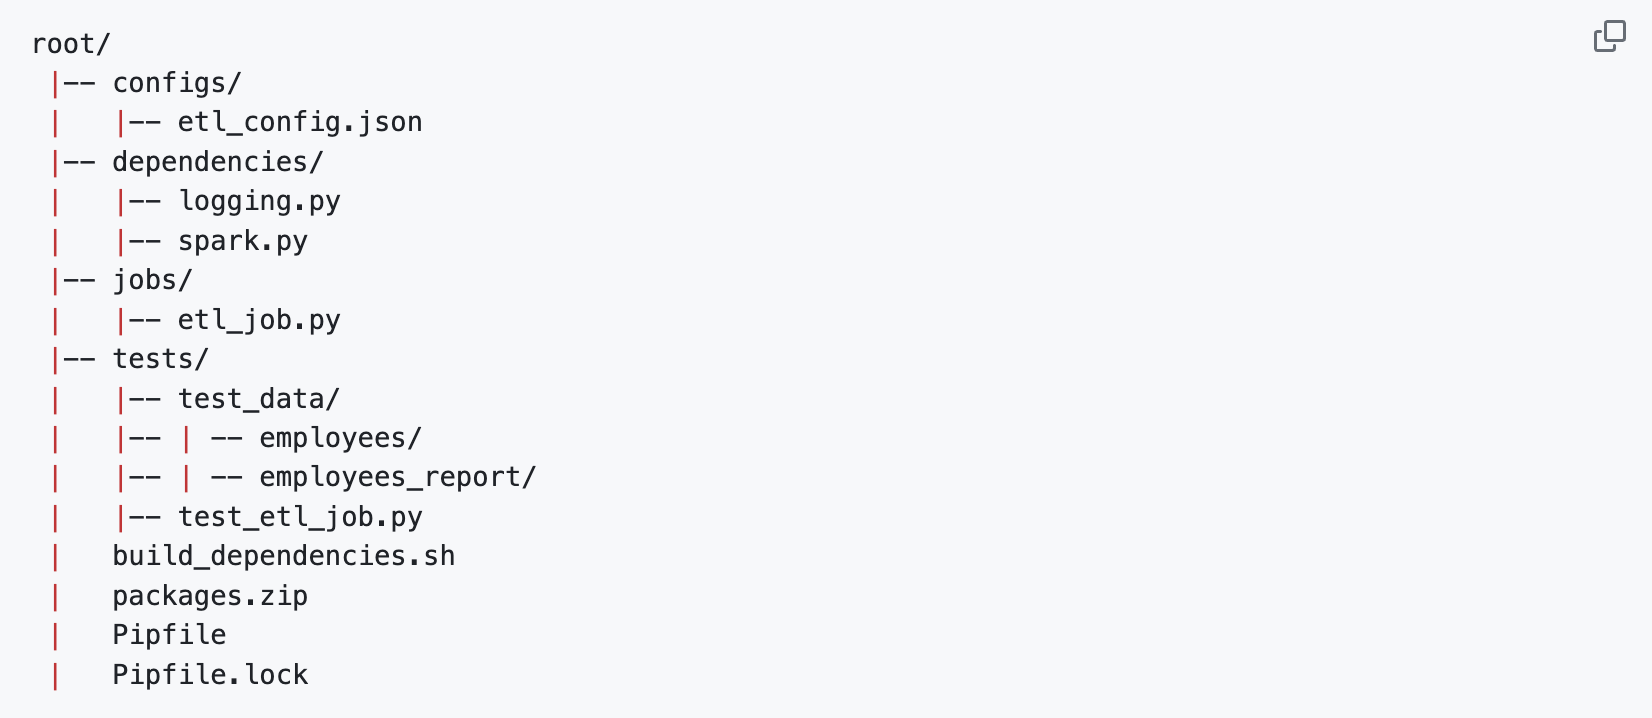 root/
 |-- configs/
 |   |-- etl_config.json
 |-- dependencies/
 |   |-- logging.py
 |   |-- spark.py
 |-- jobs/
 |   |-- etl_job.py
 |-- tests/
 |   |-- test_data/
 |   |-- | -- employees/
 |   |-- | -- employees_report/
 |   |-- test_etl_job.py
 |   build_dependencies.sh
 |   packages.zip
 |   Pipfile
 |   Pipfile.lock